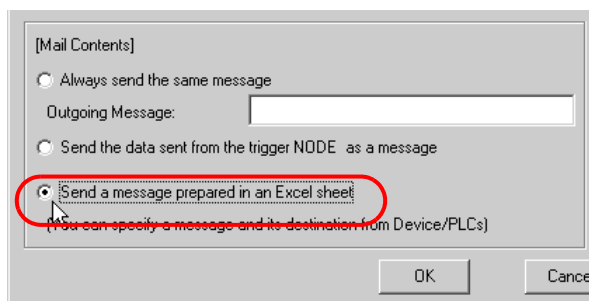 [Mail Contents]
Always send the same message
Outgoing Message:
Send the data sent from the trigger NODE as a message
Send a message prepared in an Excel sheet
(You can specify a message and its destination from Device/PLCs)
OK Cance